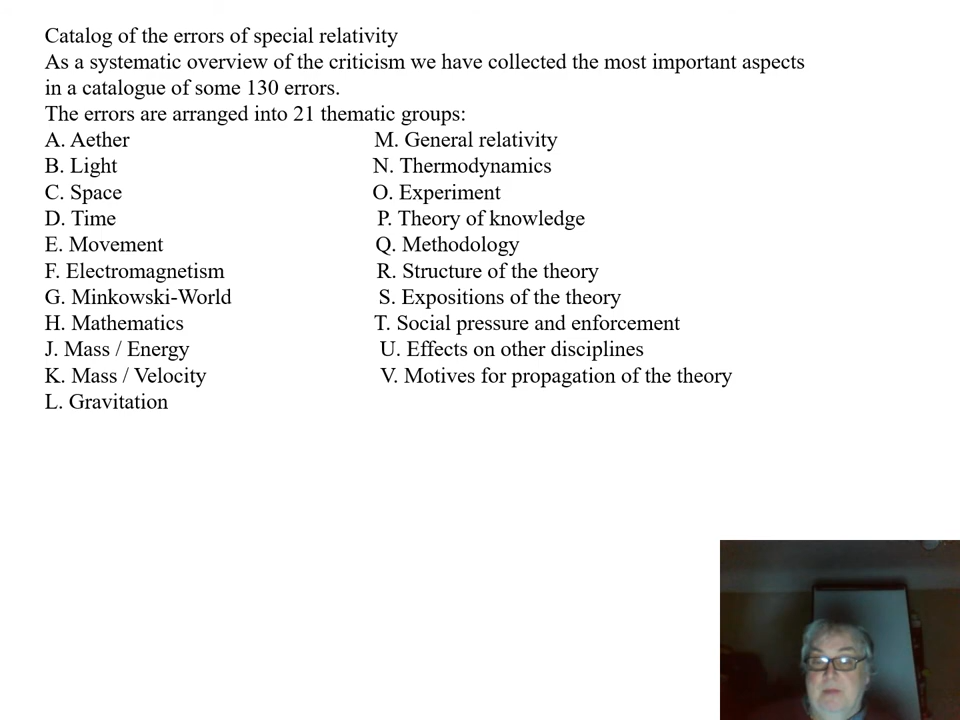 Catalog of the errors of special relativity
As a systematic overview of the criticism we have collected the most important aspects
in a catalogue of some 130 errors.
The errors are arranged into 21 thematic groups:
A. Aether
B. Light
C. Space
D. Time
E. Movement
F. Electromagnetism
G. Minkowski-World
H. Mathematics
J. Mass / Energy
K. Mass / Velocity
L. Gravitation
M. General relativity
N. Thermodynamics
O. Experiment
P. Theory of knowledge
Q. Methodology
R. Structure of the theory
S. Expositions of the theory
T. Social pressure and enforcement
U. Effects on other disciplines
V. Motives for propagation of the theory